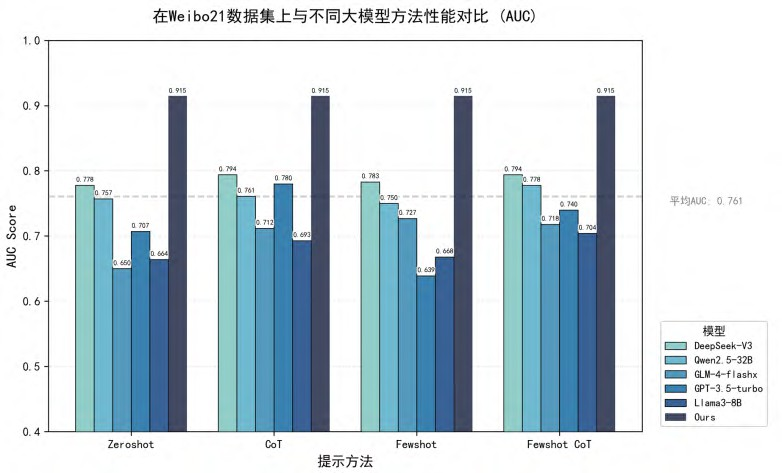 在Weibo21数据集上与不同大模型方法性能对比 (AUC)
AUC Score
1.0
0.9
0.8
0.7
0.6
0.5
0.4
0.778
0.757
0.650
0.707
0.664
0.915
0.794
0.761
0.712
0.780
0.693
0.915
0.783
0.750
0.727
0.639
0.668
0.915
0.794
0.778
0.718
0.740
0.704
0.915
平均AUC: 0.761
Zeroshot
CoT
Fewshot
Fewshot CoT
提示方法
模型
DeepSeek-V3
Qwen2.5-32B
GLM-4-flashx
GPT-3.5-turbo
Llama3-8B
Ours